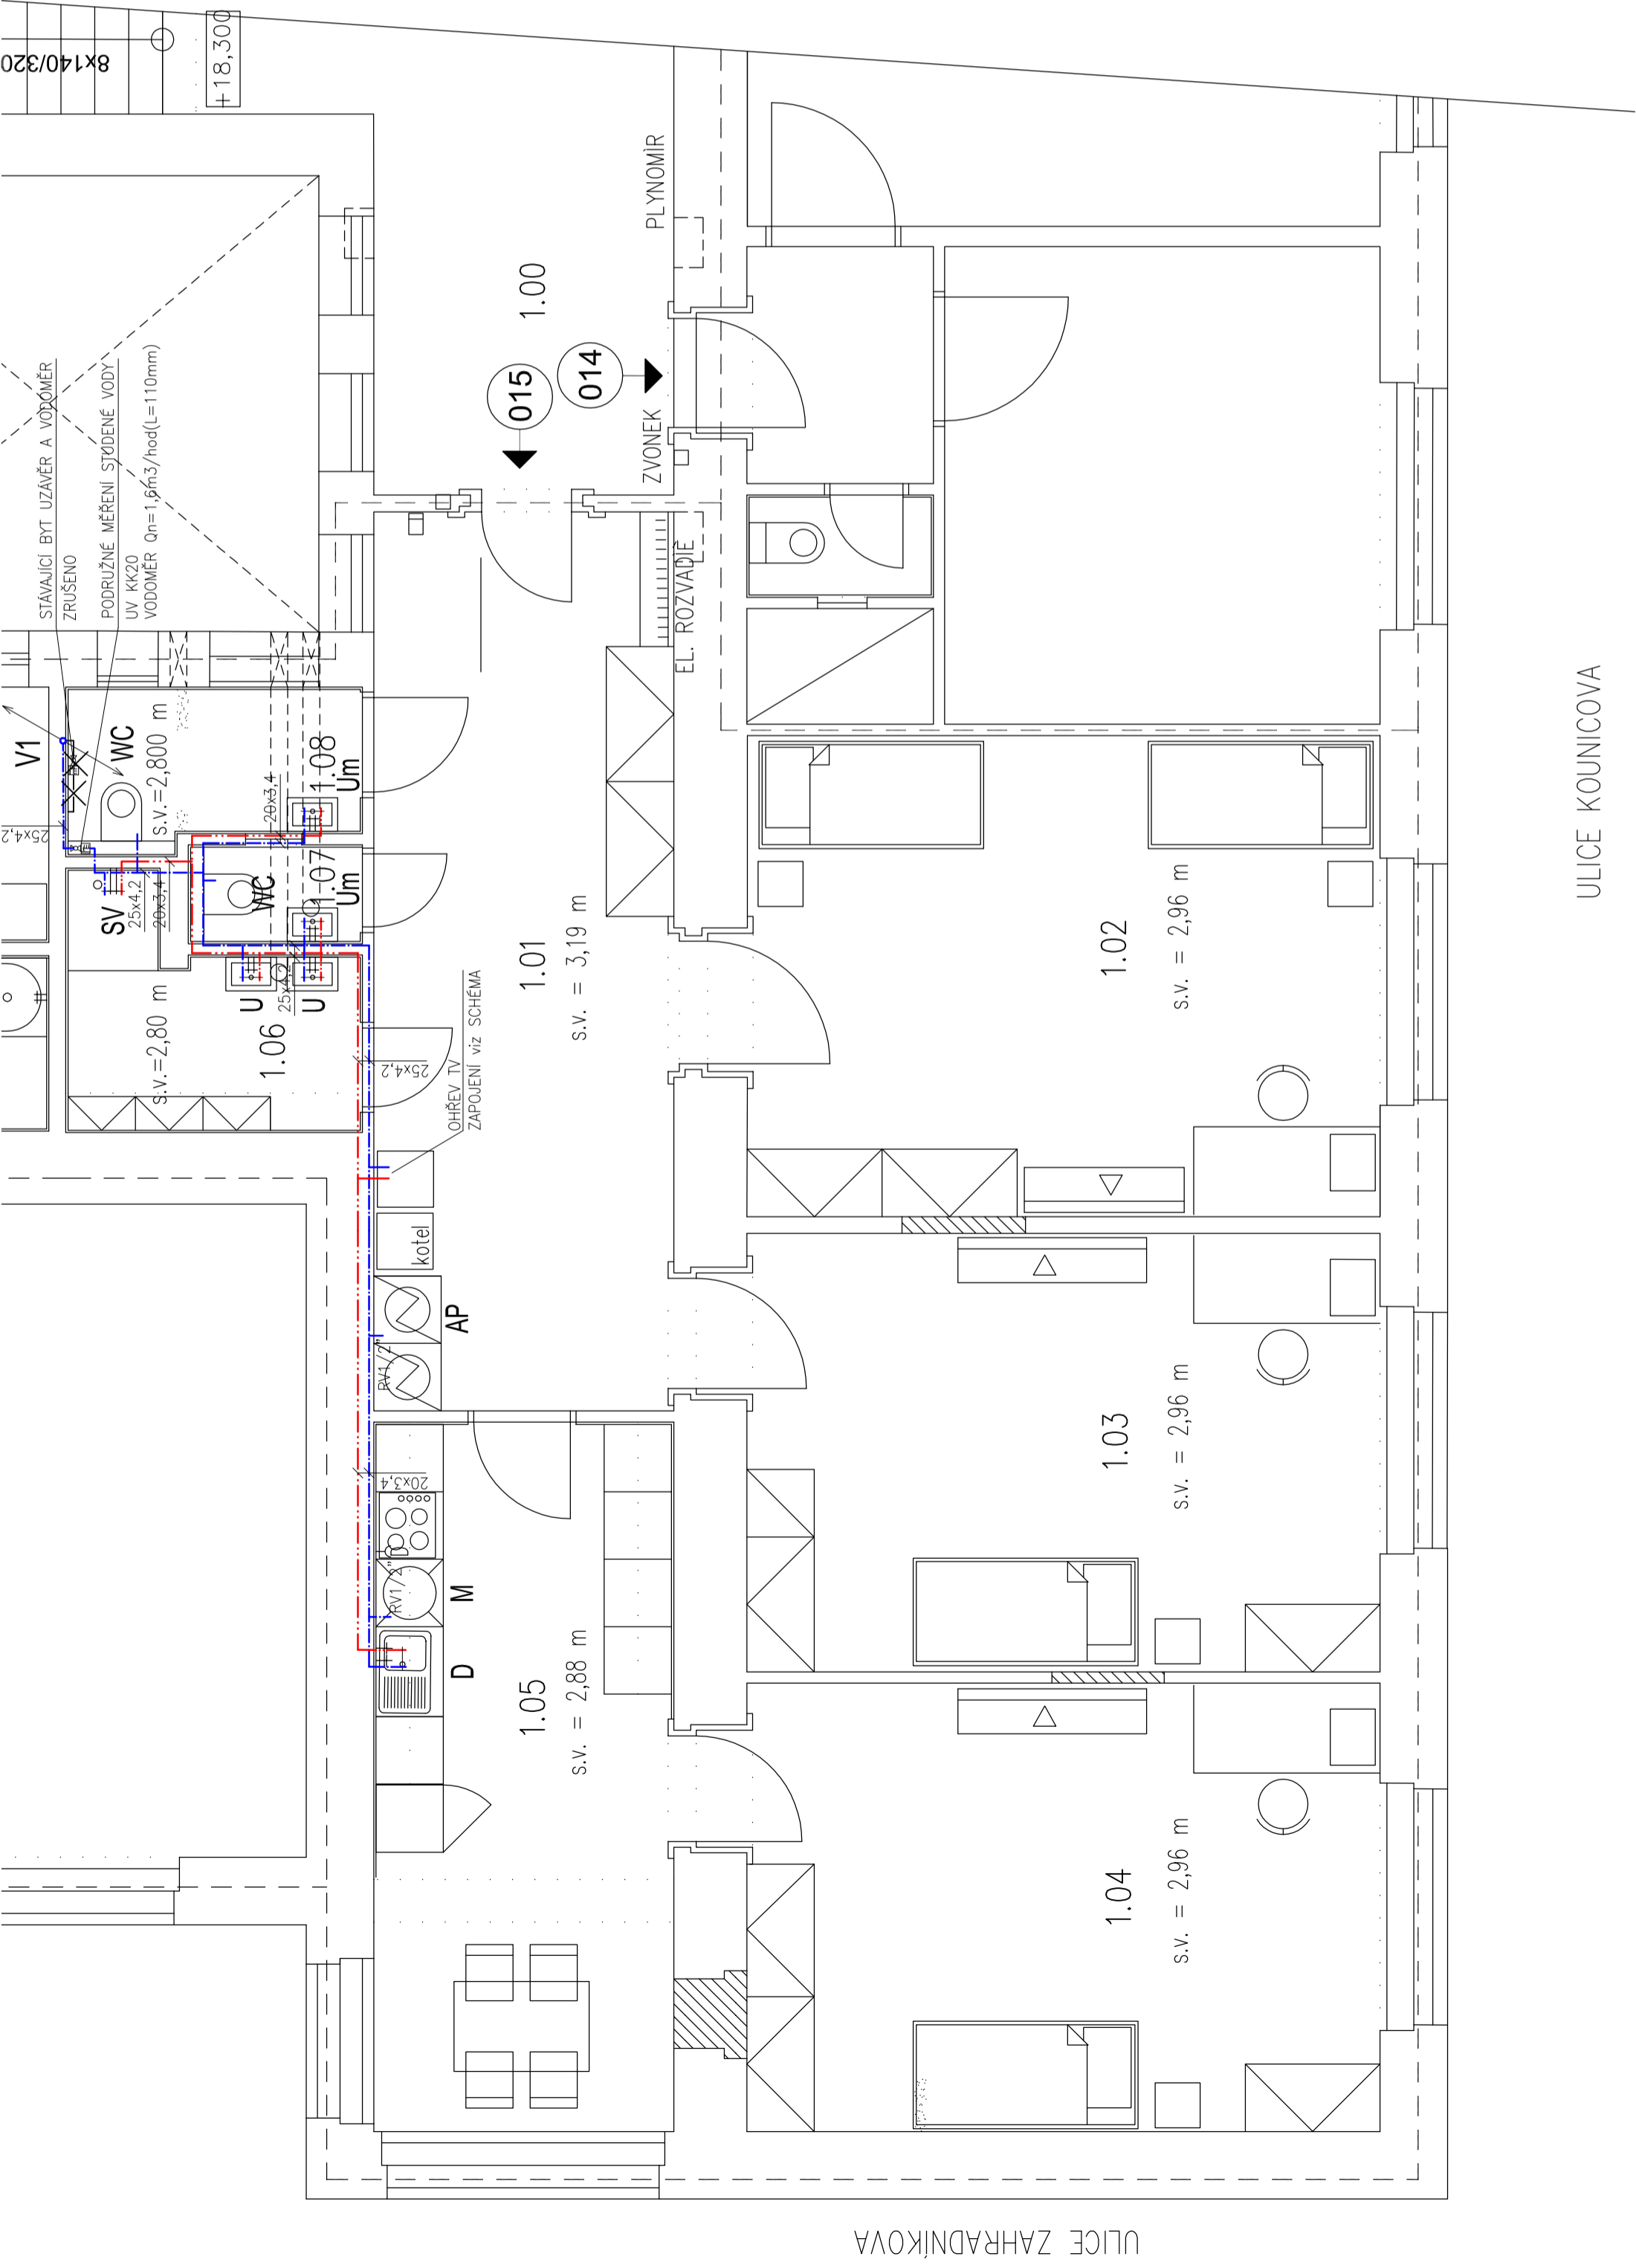 8x140/320
+18,300
STÁVAJÍCÍ BYT UZÁVĚR A VODOMĚR
ZRUŠENO
PODRUŽNÉ MĚŘENÍ STUDENÉ VODY
UV KK20
VODOMĚR Qn=1,6m3/hod(L=110mm)
PLYNOMĚR
1.00
015
014
ZVONEK
EL. ROZVADĚČ
V1
WC
s.v.=2,800 m
25x4,2
20x3,4
1.08
Um
SV
25x4,2
20x3,4
WC
1.07
Um
U
U
25x4,2
1.06
s.v.=2,80 m
25x4,2
OHŘEV TV
ZAPOJENÍ viz SCHÉMA
1.01
s.v. = 3,19 m
kotel
AP
RV1/2"
20x3,4
RV1/2"
M
D
1.05
s.v. = 2,88 m
1.02
s.v. = 2,96 m
1.03
s.v. = 2,96 m
1.04
s.v. = 2,96 m
ULICE KOUNICOVA
ULICE ZAHRADNÍKOVA